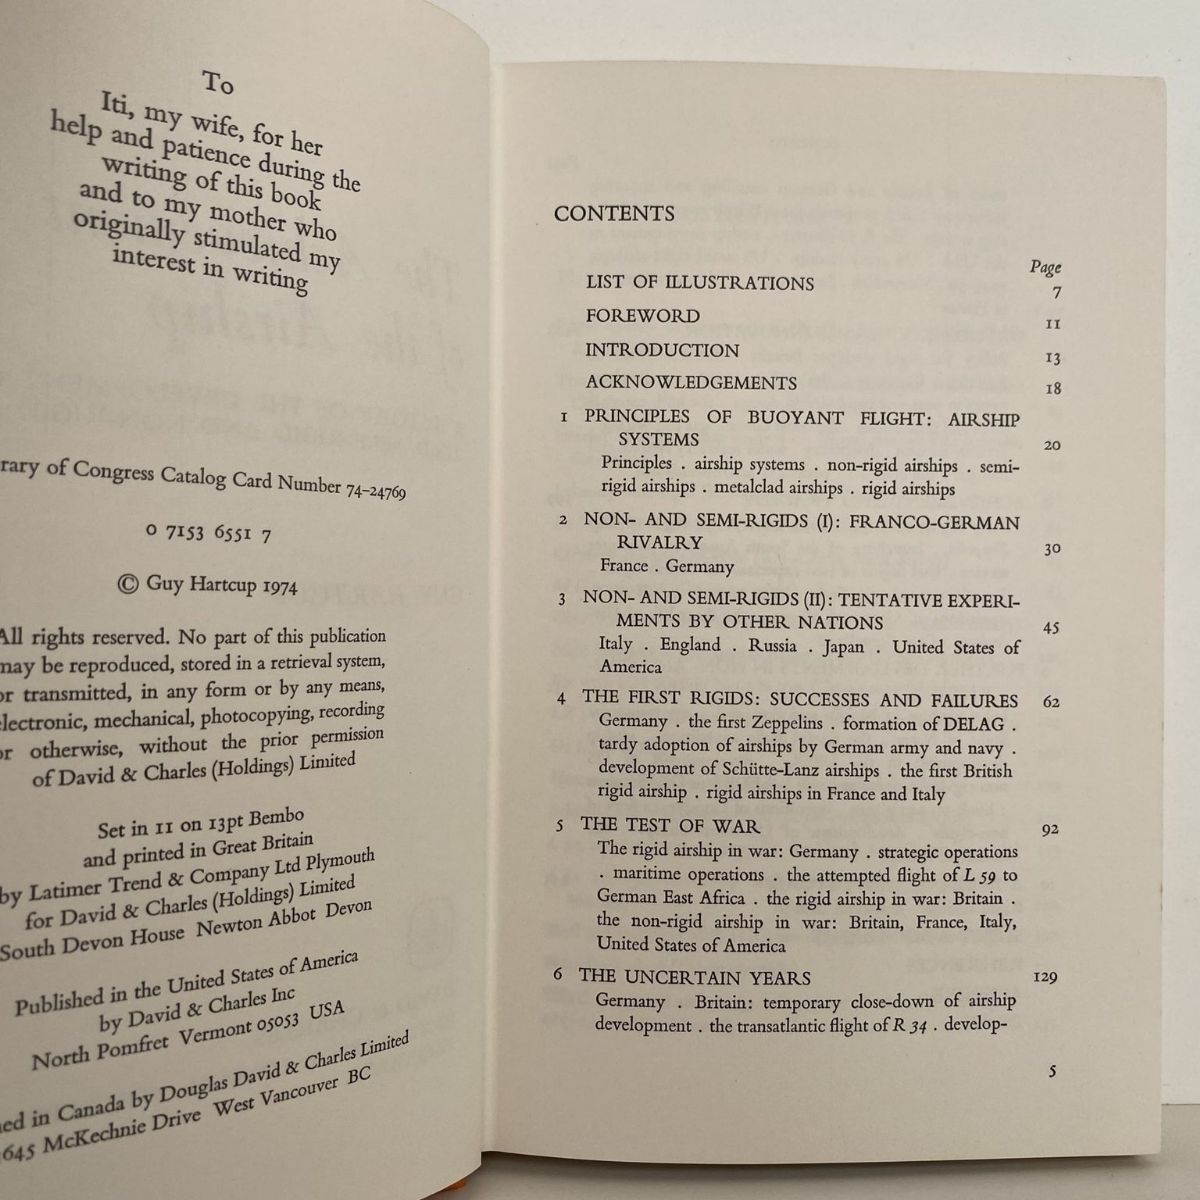 To
Iti, my wife, for her
help and patience during the
writing of this book
and to my mother who
originally stimulated my
interest in writing
rary of Congress Catalog Card Number 74–24769
0 7153 6551 7
© Guy Hartcup 1974
All rights reserved. No part of this publication
may be reproduced, stored in a retrieval system,
or transmitted, in any form or by any means,
electronic, mechanical, photocopying, recording
or otherwise, without the prior permission
of David & Charles (Holdings) Limited
Set in 11 on 13pt Bembo
and printed in Great Britain
by Latimer Trend & Company Ltd Plymouth
for David & Charles (Holdings) Limited
South Devon House Newton Abbot Devon
Published in the United States of America
by David & Charles Inc
North Pomfret Vermont 05053 USA
hed in Canada by Douglas David & Charles Limited
645 McKechnie Drive West Vancouver BC
CONTENTS
Page
LIST OF ILLUSTRATIONS 7
FOREWORD 11
INTRODUCTION 13
ACKNOWLEDGEMENTS 18
1 PRINCIPLES OF BUOYANT FLIGHT: AIRSHIP
SYSTEMS 20
Principles . airship systems . non-rigid airships . semi-
rigid airships . metalclad airships . rigid airships
2 NON- AND SEMI-RIGIDS (I): FRANCO-GERMAN
RIVALRY 30
France . Germany
3 NON- AND SEMI-RIGIDS (II): TENTATIVE EXPERI-
MENTS BY OTHER NATIONS 45
Italy . England . Russia . Japan . United States of
America
4 THE FIRST RIGIDS: SUCCESSES AND FAILURES 62
Germany . the first Zeppelins . formation of DELAG .
tardy adoption of airships by German army and navy .
development of Schütte-Lanz airships . the first British
rigid airship . rigid airships in France and Italy
5 THE TEST OF WAR 92
The rigid airship in war: Germany . strategic operations
. maritime operations . the attempted flight of L 59 to
German East Africa . the rigid airship in war: Britain .
the non-rigid airship in war: Britain, France, Italy,
United States of America
6 THE UNCERTAIN YEARS 129
Germany . Britain: temporary close-down of airship
development . the transatlantic flight of R 34 . develop-
5